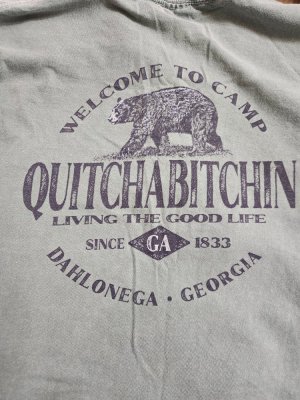 WELCOME TO CAMP
QUITCHABITCHIN
LIVING THE GOOD LIFE
SINCE GA 1833
DAHLONEGA • GEORGIA